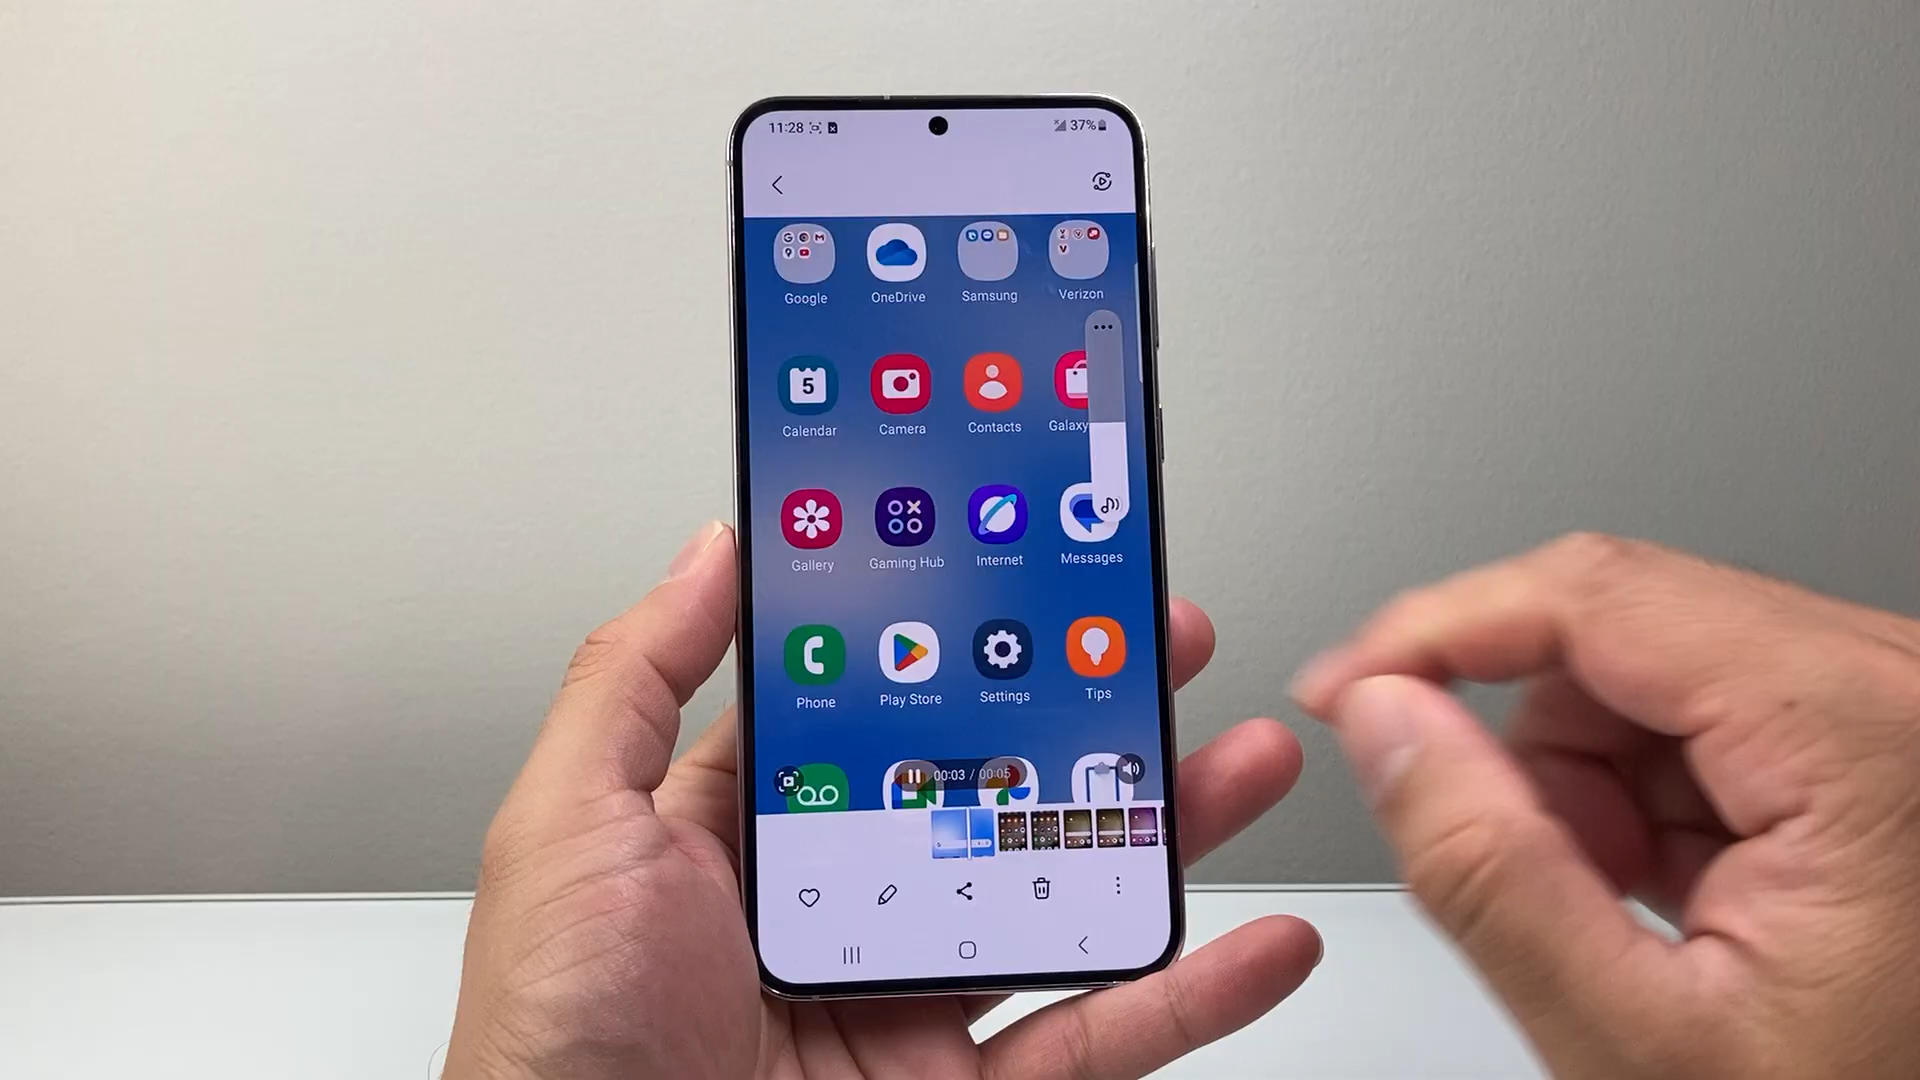 11:28
37%
Google
OneDrive
Samsung
Verizon
5
Calendar
Camera
Contacts
Galaxy
Gallery
Gaming Hub
Internet
Messages
Phone
Play Store
Settings
Tips
00:03 / 00:05